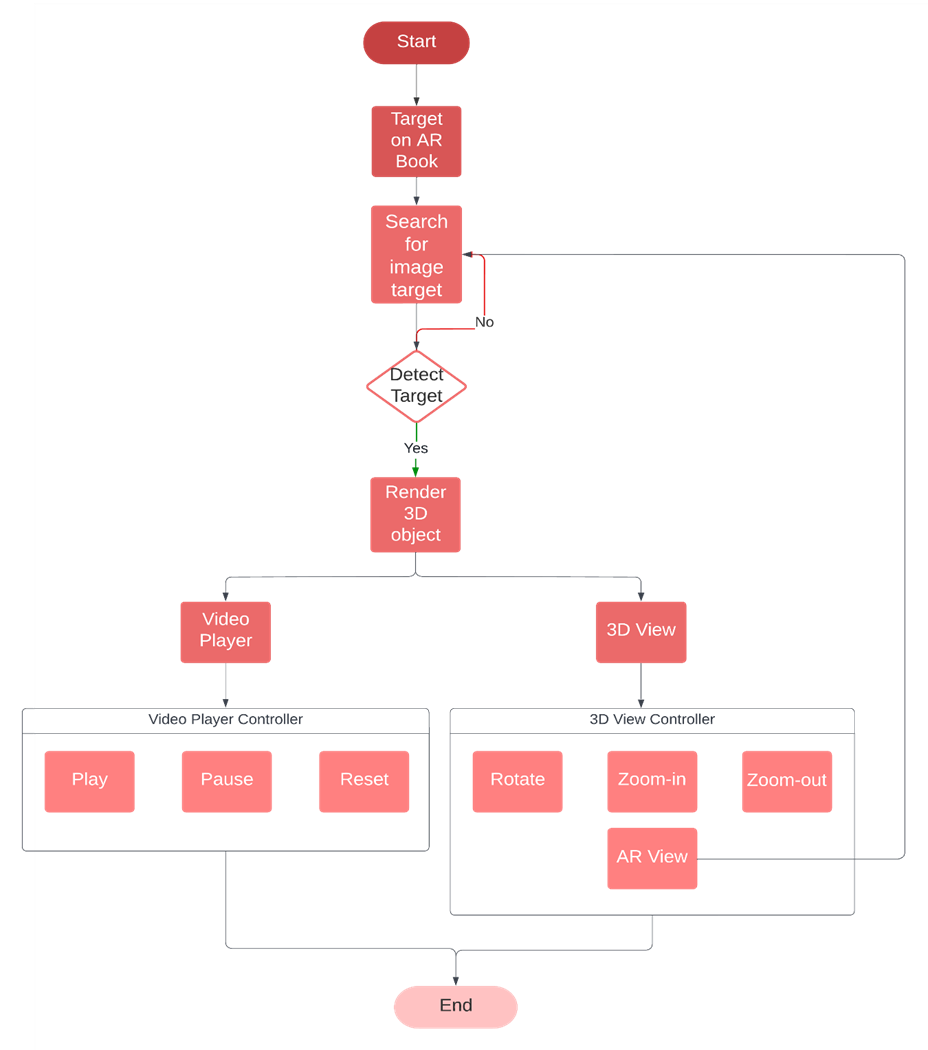 Start
Target
on AR
Book
Search
for
image
target
No
Detect
Target
Yes
Render
3D
object
Video
Player
3D View
Video Player Controller
Play
Pause
Reset
3D View Controller
Rotate
Zoom-in
Zoom-out
AR View
End